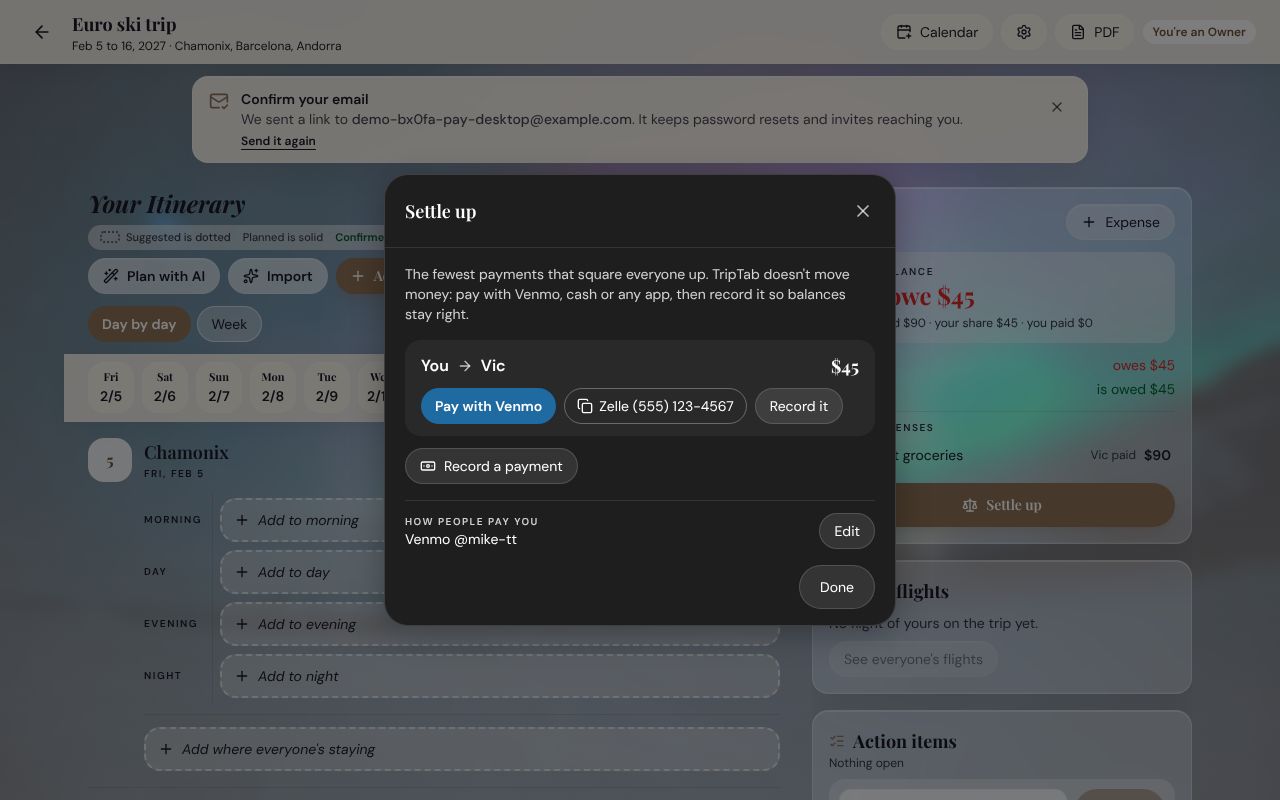 Euro ski trip
Feb 5 to 16, 2027 · Chamonix, Barcelona, Andorra
Calendar
PDF
You're an Owner
Confirm your email
We sent a link to demo-bx0fa-pay-desktop@example.com. It keeps password resets and invites reaching you.
Send it again
Your Itinerary
Suggested is dotted Planned is solid
Plan with AI
Import
Day by day
Week
Fri Sat Sun Mon Tue
2/5 2/6 2/7 2/8 2/9
5
Chamonix
FRI, FEB 5
MORNING
Add to morning
DAY
Add to day
EVENING
Add to evening
NIGHT
Add to night
Add where everyone's staying
Settle up
The fewest payments that square everyone up. TripTab doesn't move
money: pay with Venmo, cash or any app, then record it so balances
stay right.
You → Vic
$45
Pay with Venmo
Zelle (555) 123-4567
Record it
Record a payment
HOW PEOPLE PAY YOU
Venmo @mike-tt
Edit
Done
Expense
owe $45
$90 · your share $45 · you paid $0
owes $45
is owed $45
groceries
Vic paid $90
Settle up
flights
of yours on the trip yet.
See everyone's flights
Action items
Nothing open